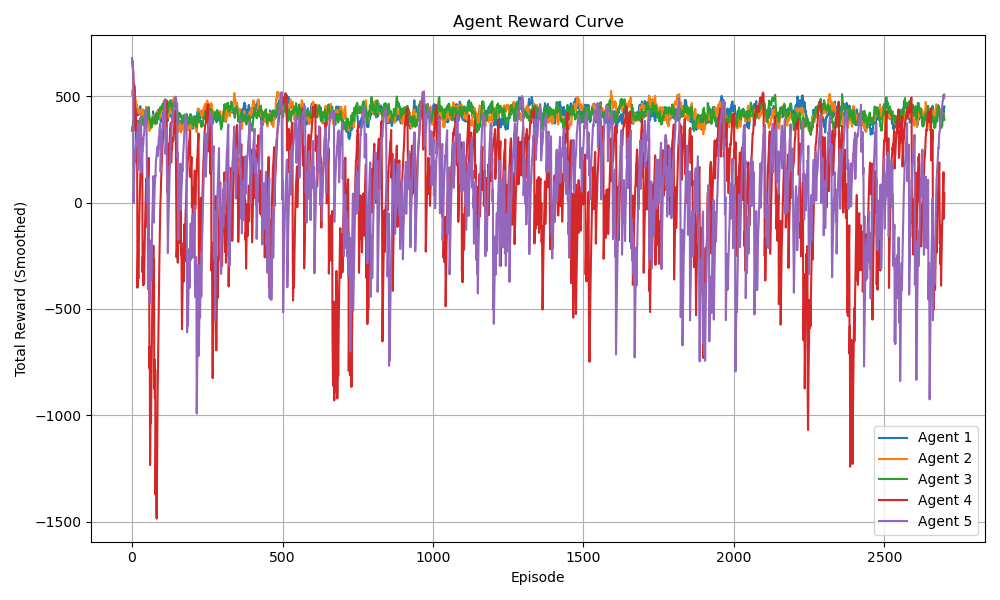 Agent Reward Curve
Total Reward (Smoothed)
500
0
−500
−1000
−1500
0
500
1000
1500
2000
2500
Episode
Agent 1
Agent 2
Agent 3
Agent 4
Agent 5